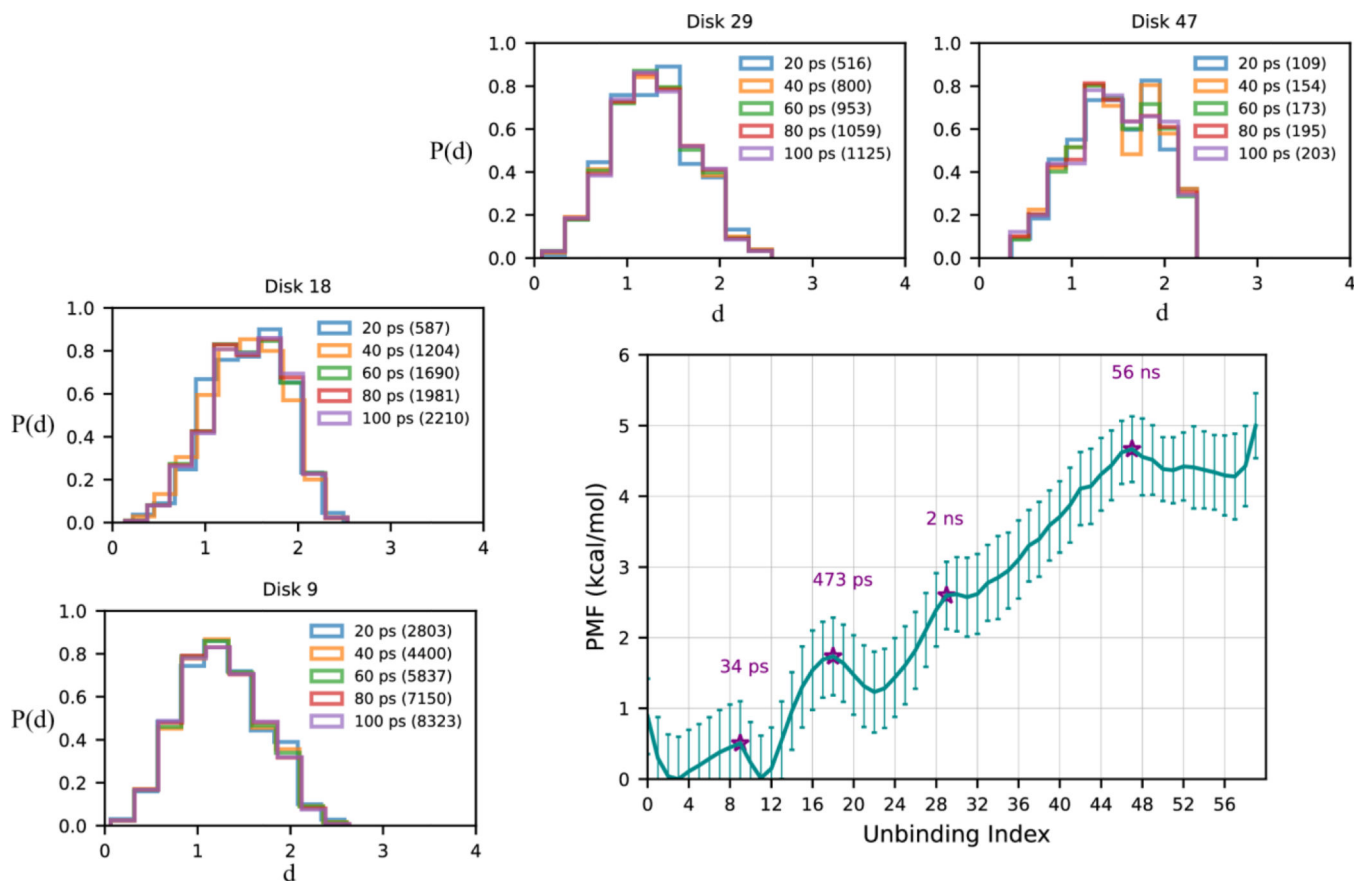 Disk 29
1.0
0.8
0.6
0.4
0.2
0.0
P(d)
20 ps (516)
40 ps (800)
60 ps (953)
80 ps (1059)
100 ps (1125)
0 1 2 3 4
d
Disk 47
1.0
0.8
0.6
0.4
0.2
0.0
20 ps (109)
40 ps (154)
60 ps (173)
80 ps (195)
100 ps (203)
0 1 2 3 4
d
Disk 18
1.0
0.8
0.6
0.4
0.2
0.0
P(d)
20 ps (587)
40 ps (1204)
60 ps (1690)
80 ps (1981)
100 ps (2210)
0 1 2 3 4
Disk 9
1.0
0.8
0.6
0.4
0.2
0.0
P(d)
20 ps (2803)
40 ps (4400)
60 ps (5837)
80 ps (7150)
100 ps (8323)
0 1 2 3 4
d
6
5
4
3
2
1
0
PMF (kcal/mol)
56 ns
2 ns
473 ps
34 ps
0 4 8 12 16 20 24 28 32 36 40 44 48 52 56
Unbinding Index